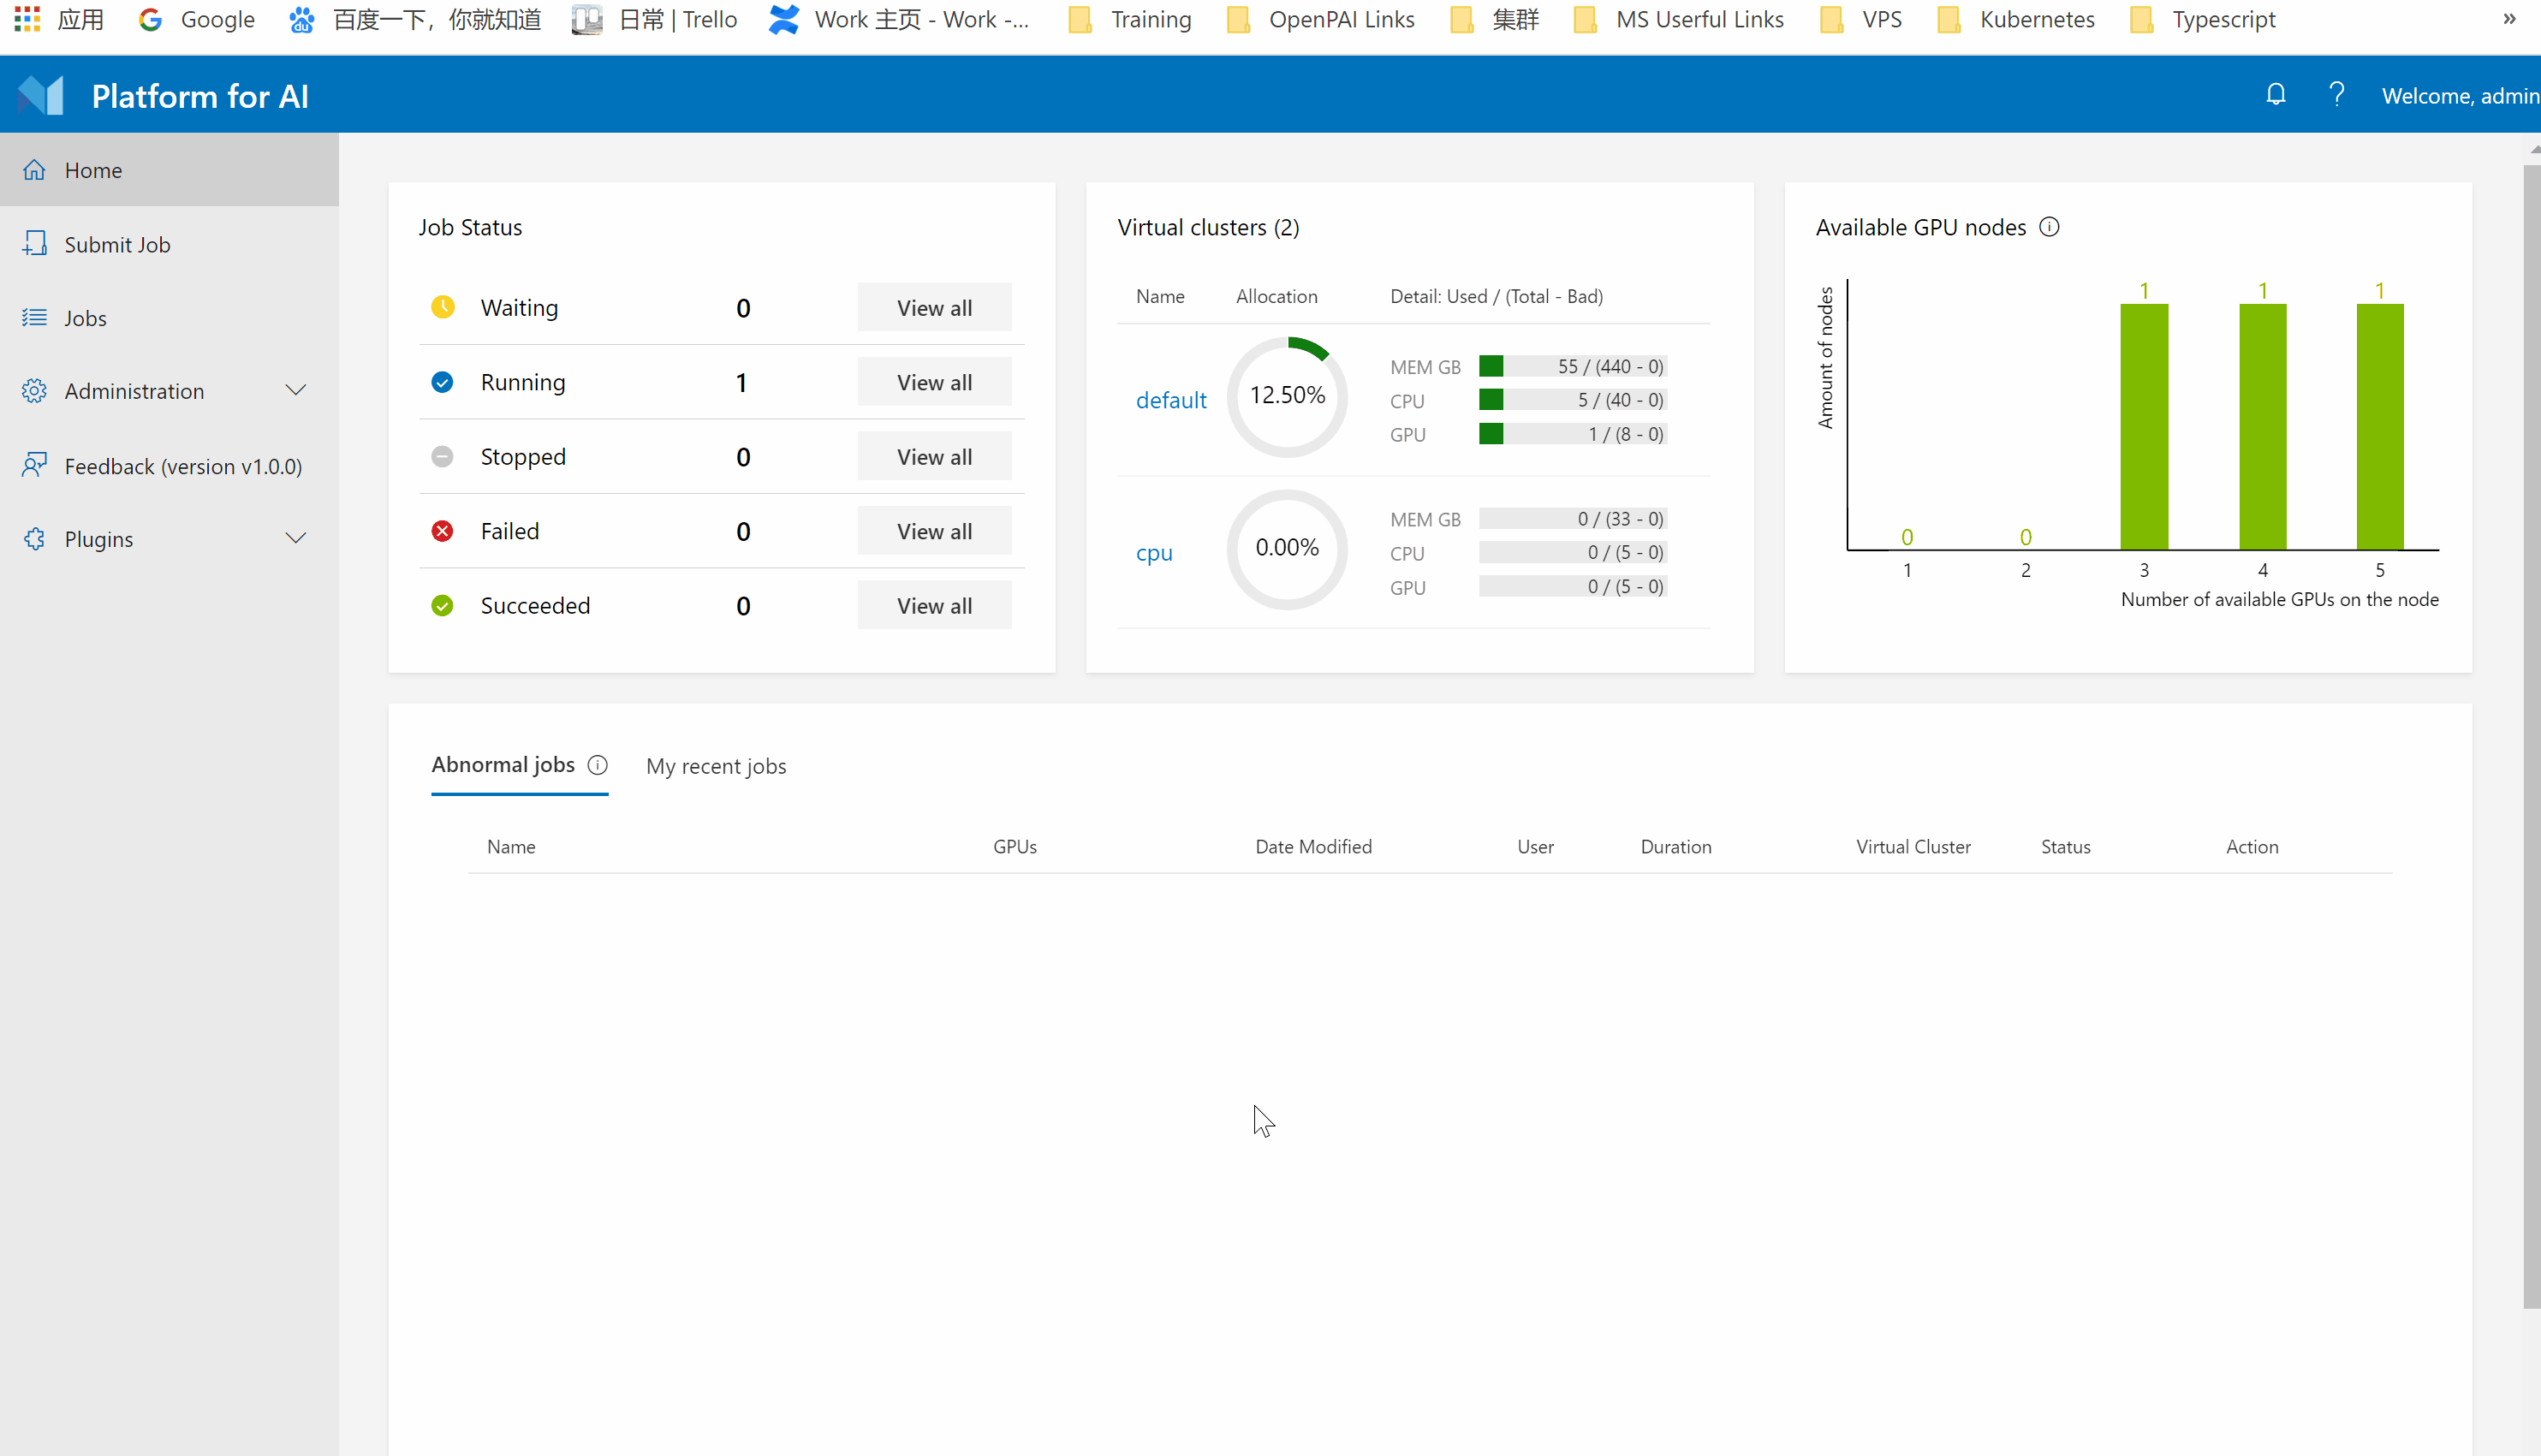 应用 Google 百度一下，你就知道 日常 | Trello Work 主页 - Work -... Training OpenPAI Links 集群 MS Userful Links VPS Kubernetes Typescript »
Platform for AI ? Welcome, admin
Home
Submit Job
Jobs
Administration
Feedback (version v1.0.0)
Plugins
Job Status
Waiting 0 View all
Running 1 View all
Stopped 0 View all
Failed 0 View all
Succeeded 0 View all
Virtual clusters (2)
Name Allocation Detail: Used / (Total - Bad)
default 12.50%
MEM GB 55 / (440 - 0)
CPU 5 / (40 - 0)
GPU 1 / (8 - 0)
cpu 0.00%
MEM GB 0 / (33 - 0)
CPU 0 / (5 - 0)
GPU 0 / (5 - 0)
Available GPU nodes
Amount of nodes
0 0 1 1 1
1 2 3 4 5
Number of available GPUs on the node
Abnormal jobs My recent jobs
Name GPUs Date Modified User Duration Virtual Cluster Status Action